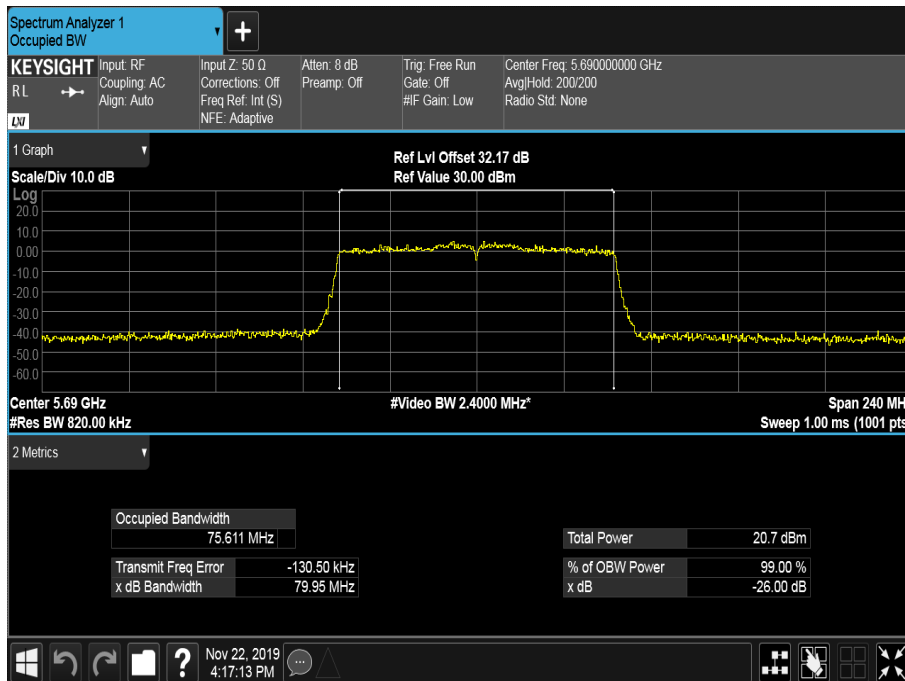 Spectrum Analyzer 1
Occupied BW
+
KEYSIGHT
R L
LXI
Input: RF
Coupling: AC
Align: Auto
Input Z: 50 Ω
Corrections: Off
Freq Ref: Int (S)
NFE: Adaptive
Atten: 8 dB
Preamp: Off
Trig: Free Run
Gate: Off
#IF Gain: Low
Center Freq: 5.690000000 GHz
Avg|Hold: 200/200
Radio Std: None
1 Graph
Scale/Div 10.0 dB
Ref Lvl Offset 32.17 dB
Ref Value 30.00 dBm
Log
20.0
10.0
0.00
-10.0
-20.0
-30.0
-40.0
-50.0
-60.0
Center 5.69 GHz
#Video BW 2.4000 MHz*
Span 240 MH
#Res BW 820.00 kHz
Sweep 1.00 ms (1001 pts
2 Metrics
Occupied Bandwidth
75.611 MHz
Total Power 20.7 dBm
Transmit Freq Error -130.50 kHz
% of OBW Power 99.00 %
x dB Bandwidth 79.95 MHz
x dB -26.00 dB
?
Nov 22, 2019
4:17:13 PM